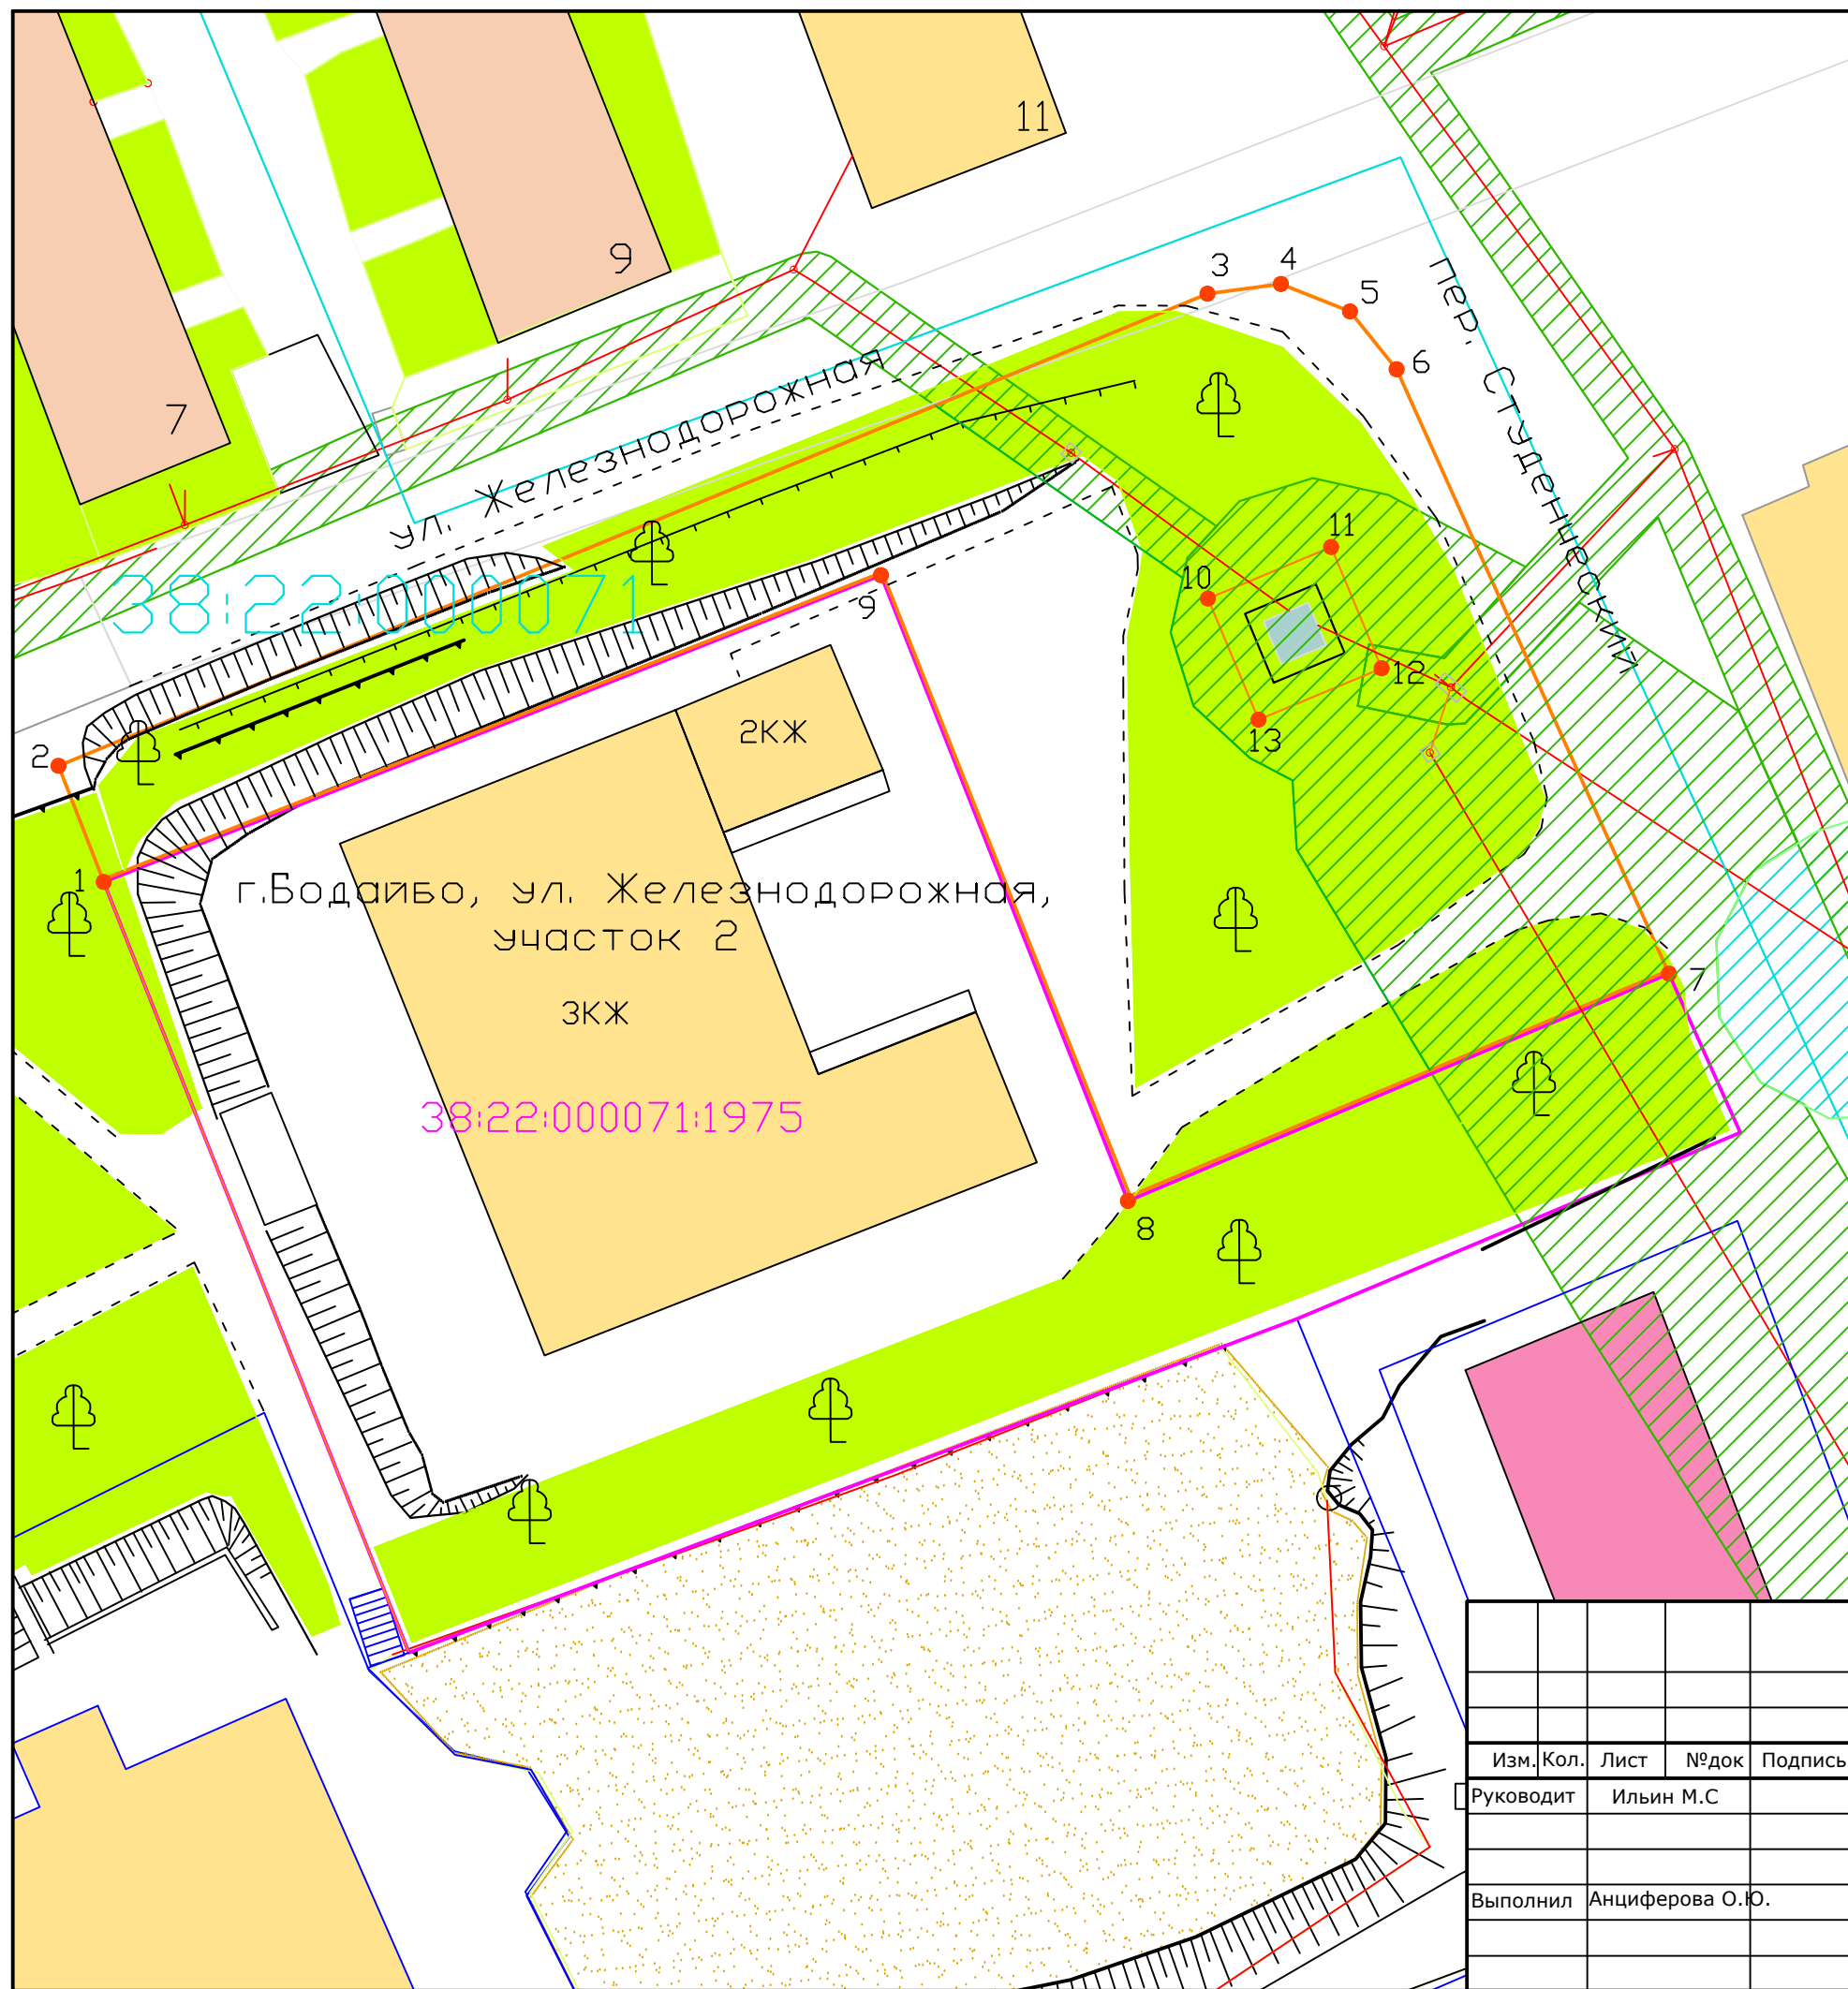 11
9
7
3
4
5
6
пер. Студенческий
ул. Железнодорожная
38:22:000071
11
10
9
12
13
2
2КЖ
1
г.Бодайбо, ул. Железнодорожная,
участок 2
7
3КЖ
38:22:000071:1975
8
Изм. Кол. Лист №док Подпись
Руководит Ильин М.С
Выполнил Анциферова О.Ю.